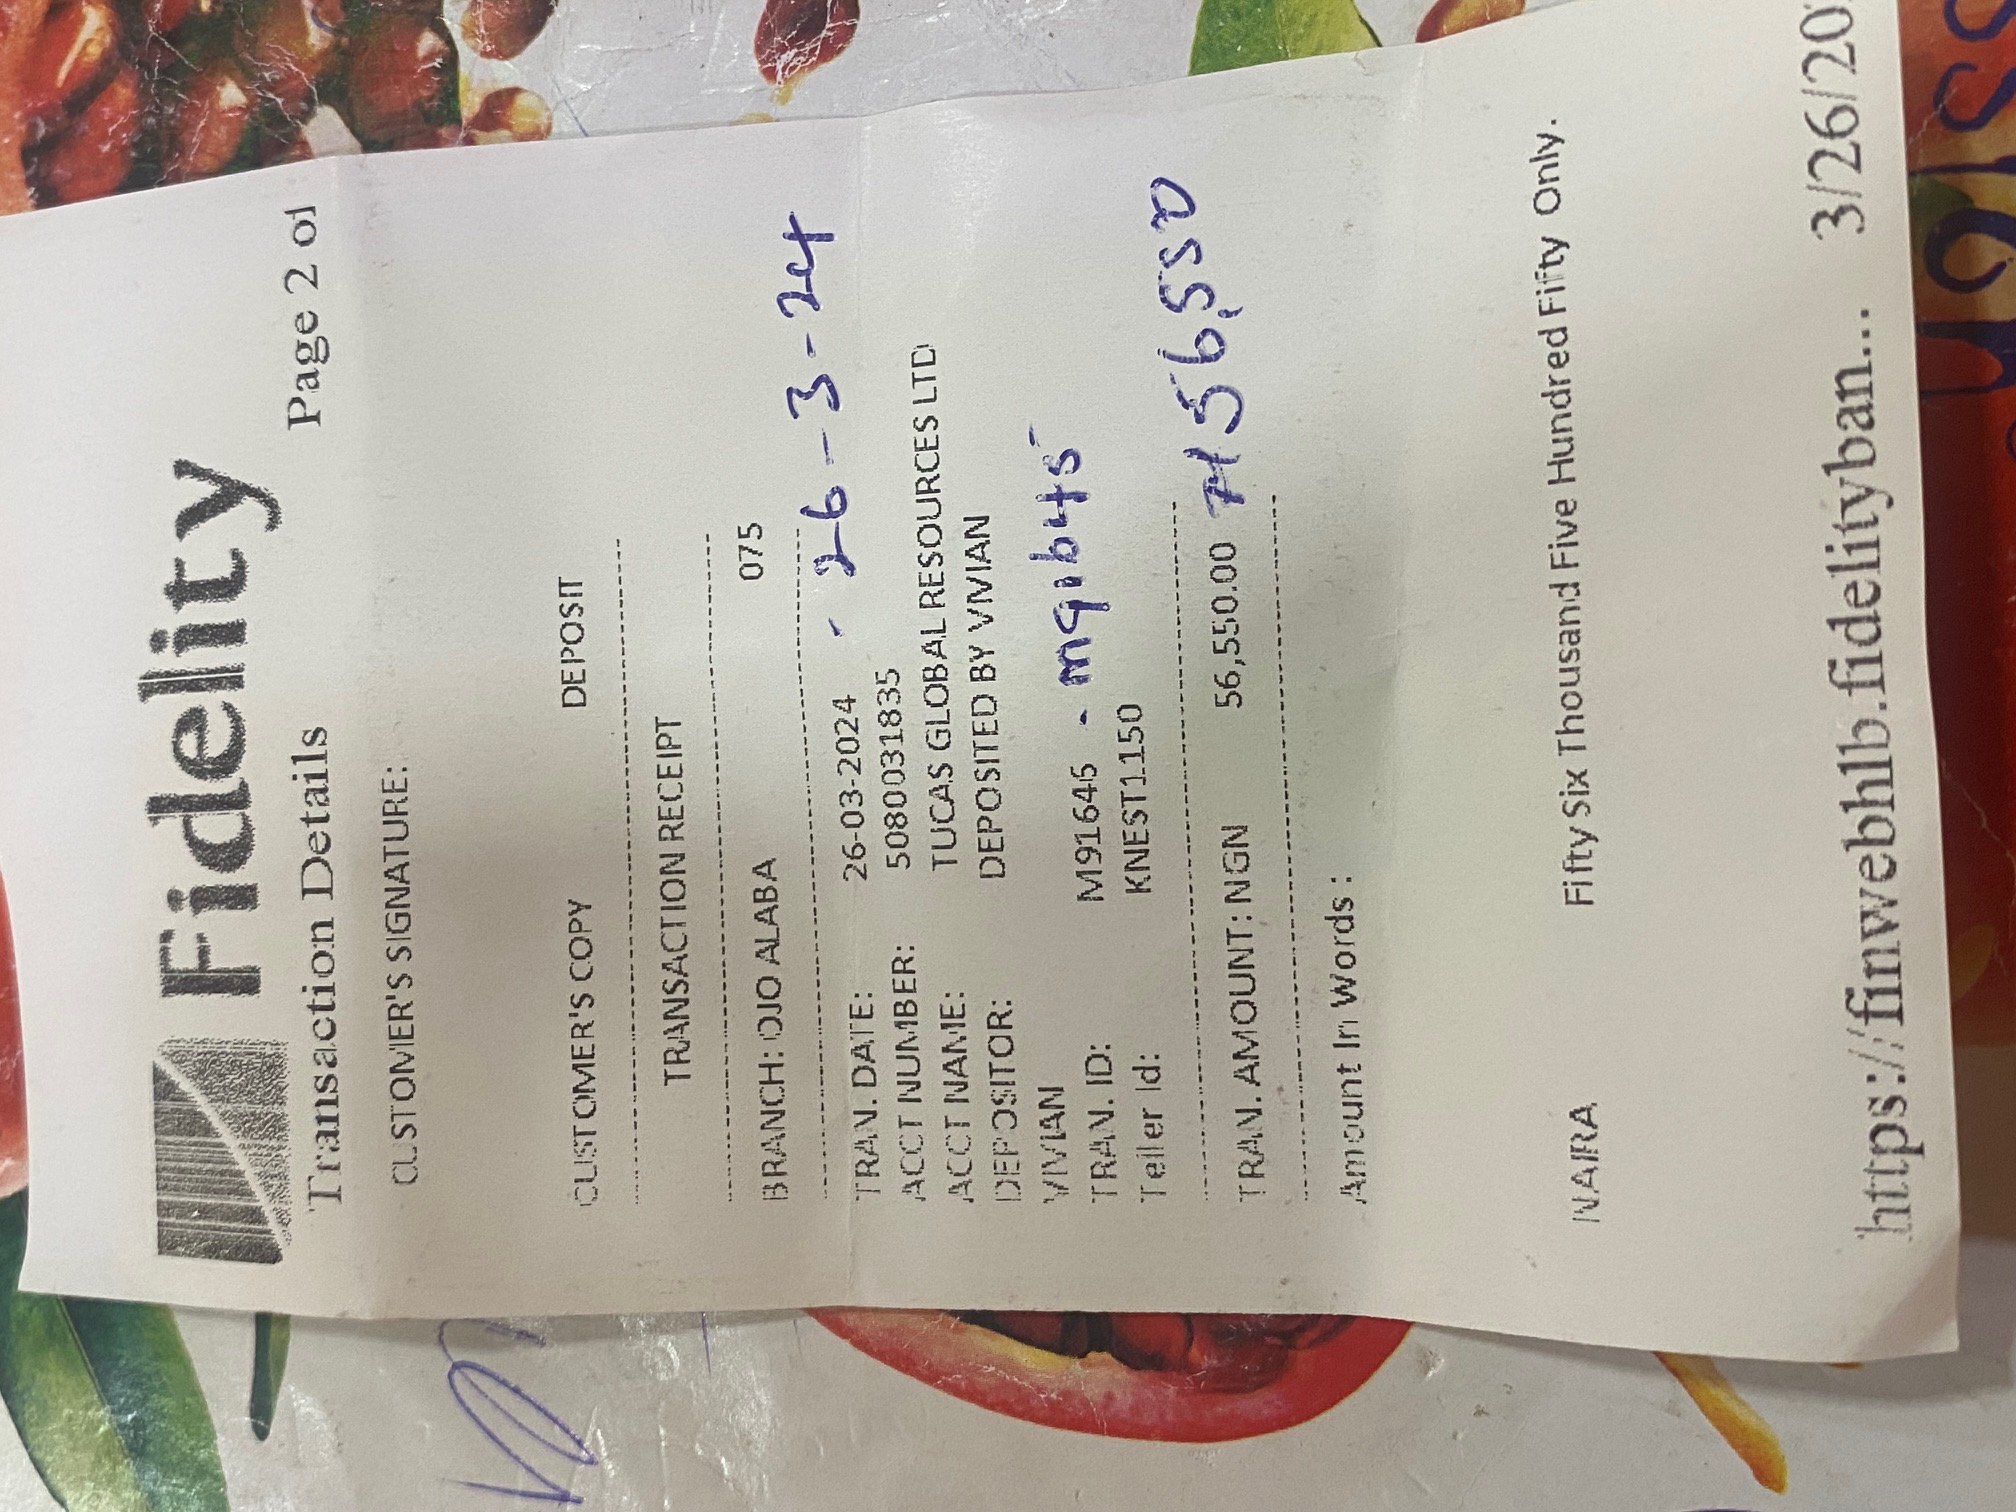 Fidelity
Transaction Details Page 2 of
CUSTOMER'S SIGNATURE:
CUSTOMER'S COPY DEPOSIT
TRANSACTION RECEIPT
BRANCH: OJO ALABA 075
TRAN. DATE: 26-03-2024 - 26-3-24
ACCT NUMBER: 5080031835
ACCT NAME: TUCAS GLOBAL RESOURCES LTD
DEPOSITOR: DEPOSITED BY VIVIAN
VIVIAN
TRAN. ID: M91646 - m91645
Teller Id: KNEST1150
TRAN. AMOUNT: NGN 56,550.00 ₦56,550
Amount In Words :
NAIRA Fifty Six Thousand Five Hundred Fifty Only.
https://finwebhlb.fidelityban... 3/26/20